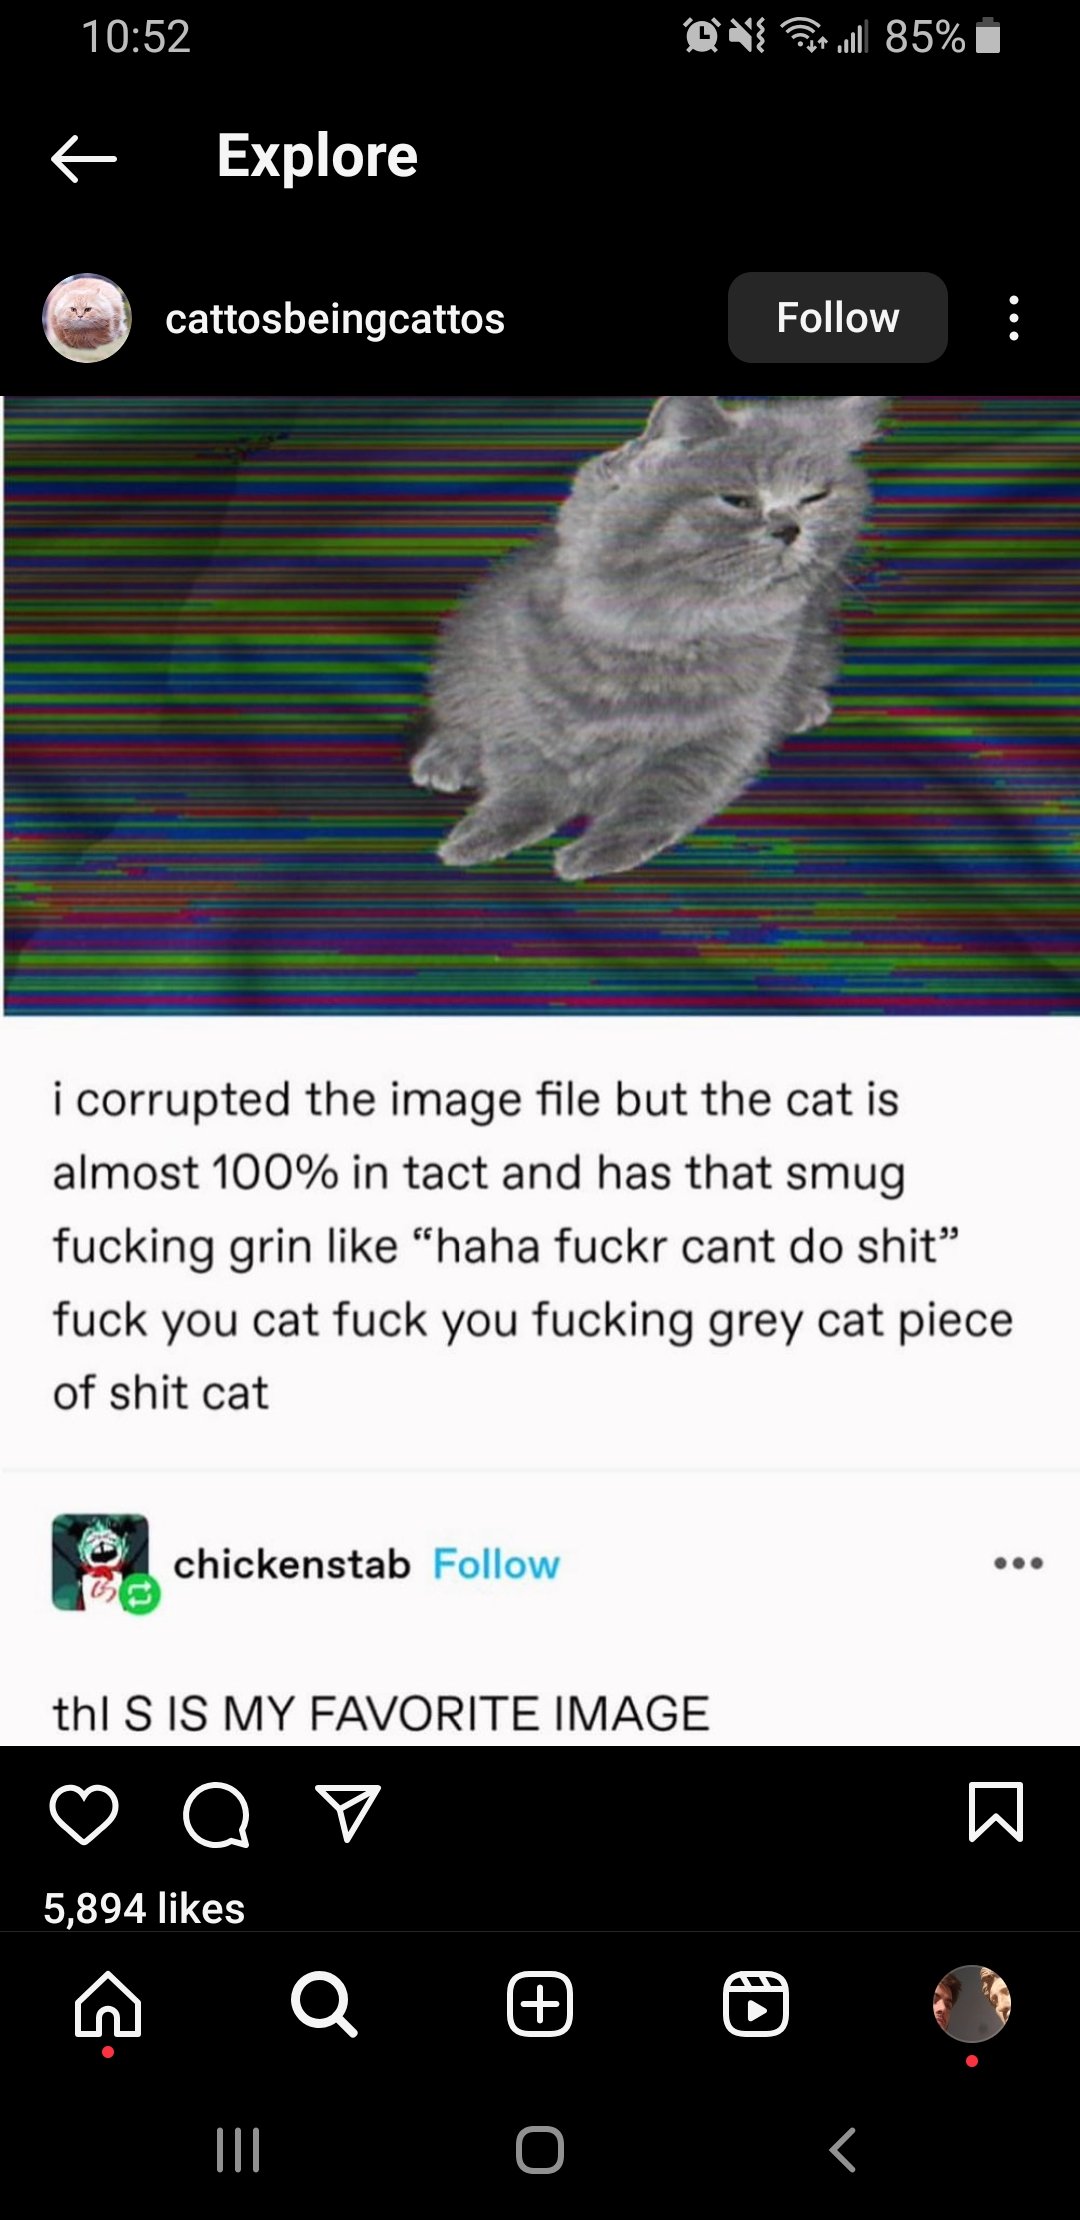 10:52
85%
Explore
cattosbeingcattos
Follow
i corrupted the image file but the cat is
almost 100% in tact and has that smug
fucking grin like “haha fuckr cant do shit”
fuck you cat fuck you fucking grey cat piece
of shit cat
chickenstab Follow
thI S IS MY FAVORITE IMAGE
5,894 likes